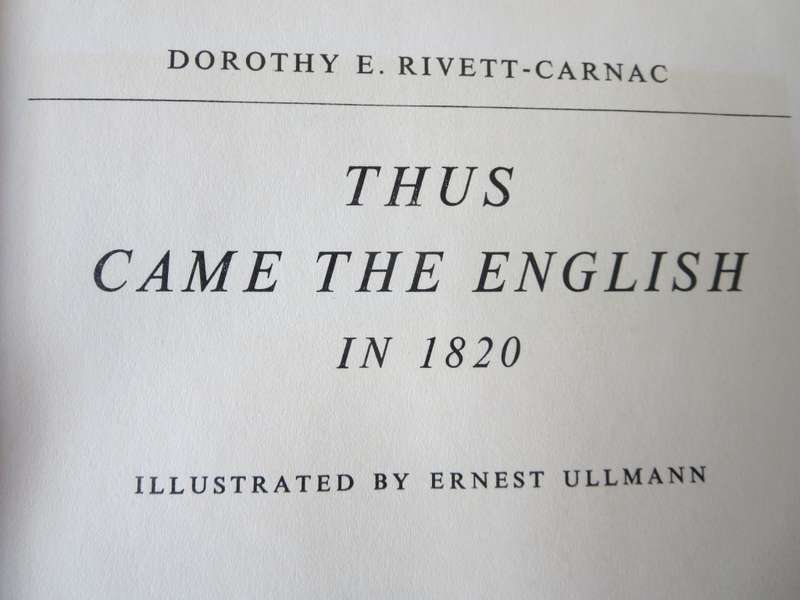 DOROTHY E. RIVETT-CARNAC
THUS
CAME THE ENGLISH
IN 1820
ILLUSTRATED BY ERNEST ULLMANN